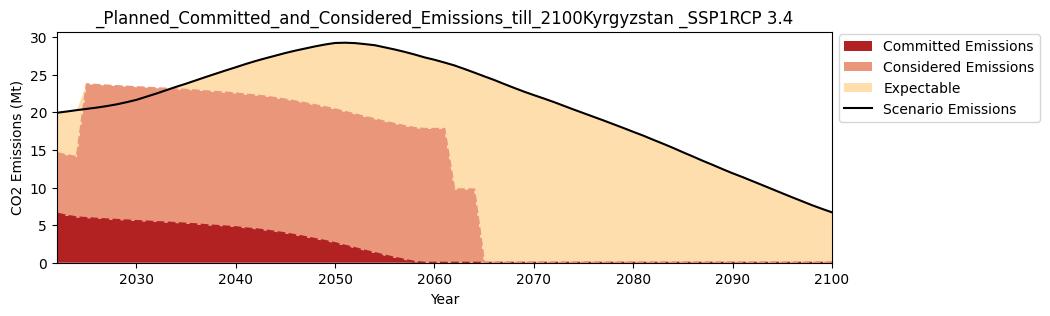 _Planned_Committed_and_Considered_Emissions_till_2100Kyrgyzstan _SSP1RCP 3.4
30
25
20
15
10
5
0
CO2 Emissions (Mt)
2030 2040 2050 2060 2070 2080 2090 2100
Year
Committed Emissions
Considered Emissions
Expectable
Scenario Emissions